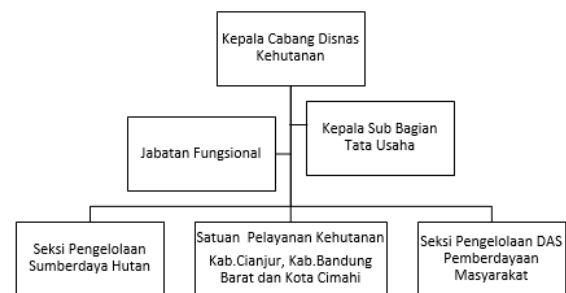 Kepala Cabang Disnas
Kehutanan
Kepala Sub Bagian
Tata Usaha
Jabatan Fungsional
Seksi Pengelolaan
Sumberdaya Hutan
Satuan Pelayanan Kehutanan
Kab.Cianjur, Kab.Bandung
Barat dan Kota Cimahi
Seksi Pengelolaan DAS
Pemberdayaan
Masyarakat